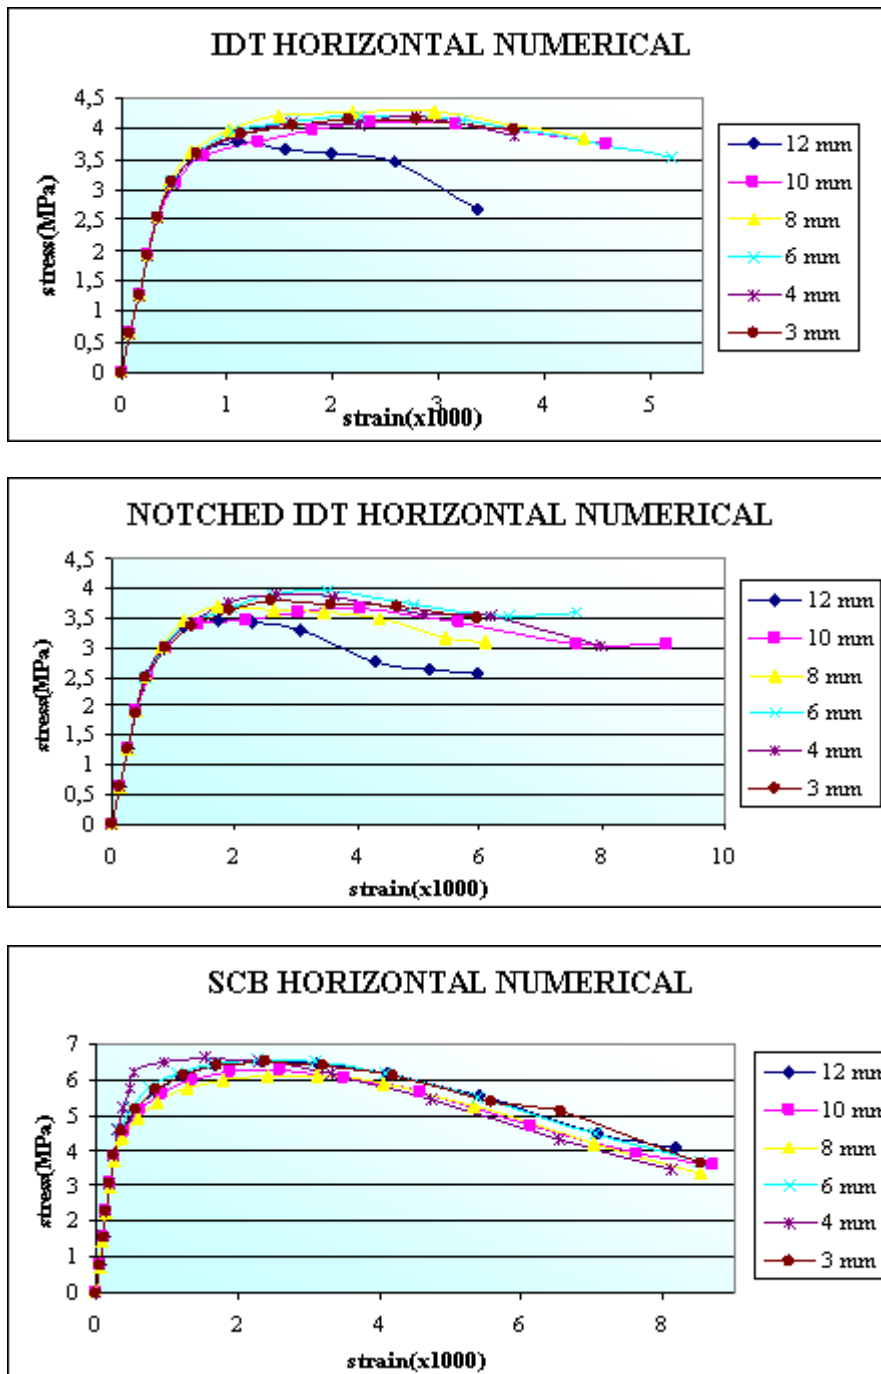 IDT HORIZONTAL NUMERICAL
4,5
4
3,5
3
2,5
2
1,5
1
0,5
0
stress(MPa)
0 1 2 3 4 5
strain(x1000)
12 mm
10 mm
8 mm
6 mm
4 mm
3 mm
NOTCHED IDT HORIZONTAL NUMERICAL
4,5
4
3,5
3
2,5
2
1,5
1
0,5
0
stress(MPa)
0 2 4 6 8 10
strain(x1000)
12 mm
10 mm
8 mm
6 mm
4 mm
3 mm
SCB HORIZONTAL NUMERICAL
7
6
5
4
3
2
1
0
stress(MPa)
0 2 4 6 8
strain(x1000)
12 mm
10 mm
8 mm
6 mm
4 mm
3 mm